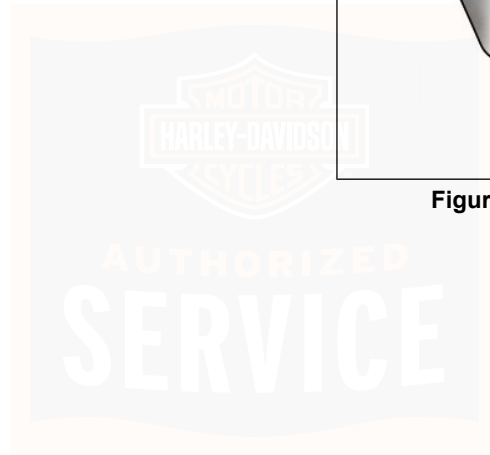 MOTOR
HARLEY-DAVIDSON
CYCLES
Figur
AUTHORIZED
SERVICE